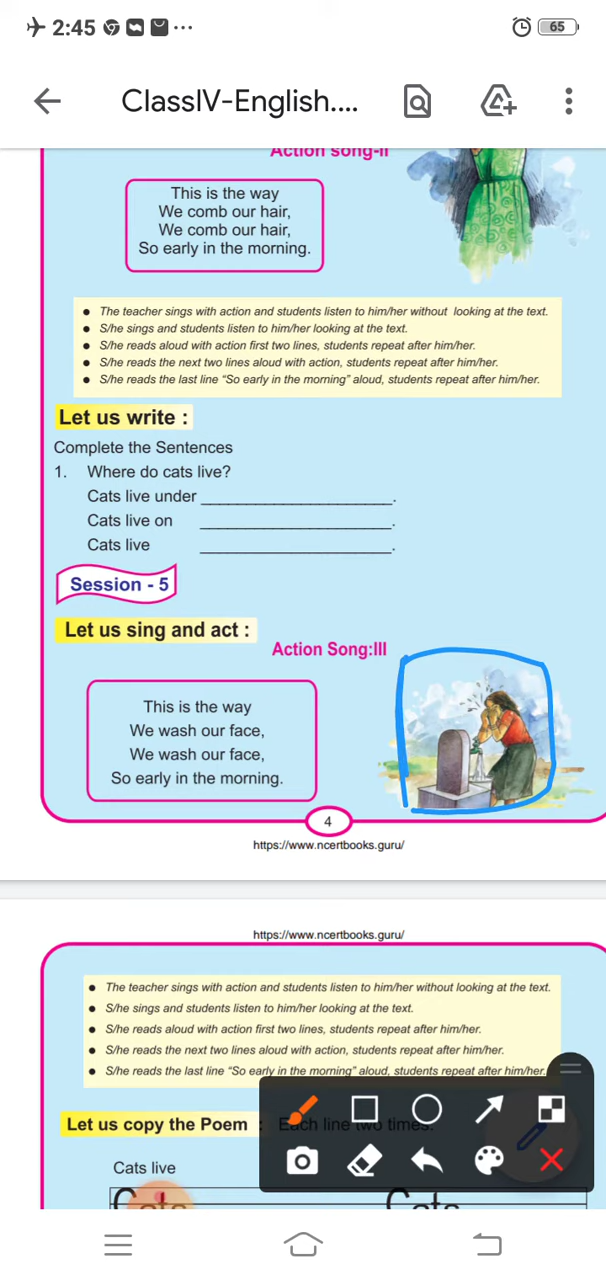 2:45
65
ClassIV-English....
Action song-II
This is the way
We comb our hair,
We comb our hair,
So early in the morning.
• The teacher sings with action and students listen to him/her without looking at the text.
• S/he sings and students listen to him/her looking at the text.
• S/he reads aloud with action first two lines, students repeat after him/her.
• S/he reads the next two lines aloud with action, students repeat after him/her.
• S/he reads the last line “So early in the morning” aloud, students repeat after him/her.
Let us write :
Complete the Sentences
1. Where do cats live?
Cats live under ____________________.
Cats live on ____________________.
Cats live ____________________.
Session - 5
Let us sing and act :
Action Song:III
This is the way
We wash our face,
We wash our face,
So early in the morning.
4
https://www.ncertbooks.guru/
https://www.ncertbooks.guru/
• The teacher sings with action and students listen to him/her without looking at the text.
• S/he sings and students listen to him/her looking at the text.
• S/he reads aloud with action first two lines, students repeat after him/her.
• S/he reads the next two lines aloud with action, students repeat after him/her.
• S/he reads the last line “So early in the morning” aloud, students repeat after him/her.
Let us copy the Poem : Each line two times.
Cats live
Cats Cats